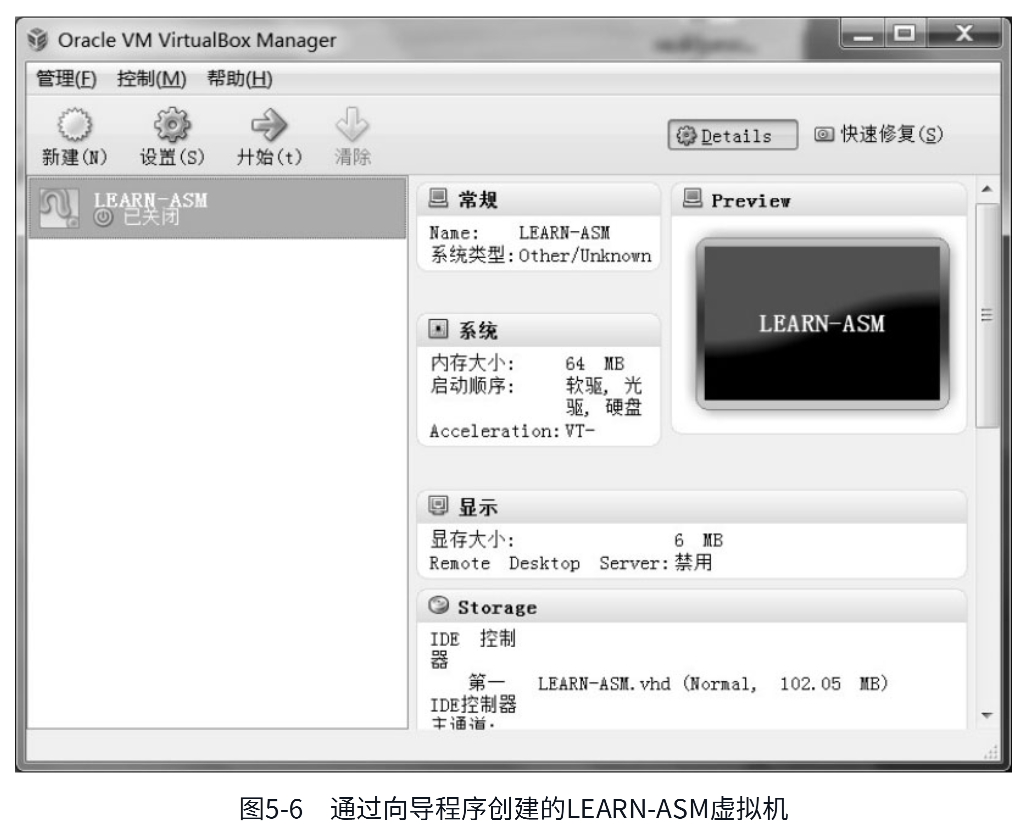 Oracle VM VirtualBox Manager
管理(F) 控制(M) 帮助(H)
新建(N) 设置(S) 开始(t) 清除 Details 快速修复(S)
LEARN-ASM
已关闭
常规
Name: LEARN-ASM
系统类型: Other/Unknown
Preview
LEARN-ASM
系统
内存大小: 64 MB
启动顺序: 软驱, 光
驱, 硬盘
Acceleration: VT-
显示
显存大小: 6 MB
Remote Desktop Server: 禁用
Storage
IDE 控制
器
第一 LEARN-ASM.vhd (Normal, 102.05 MB)
IDE控制器
主通道:
图5-6 通过向导程序创建的LEARN-ASM虚拟机